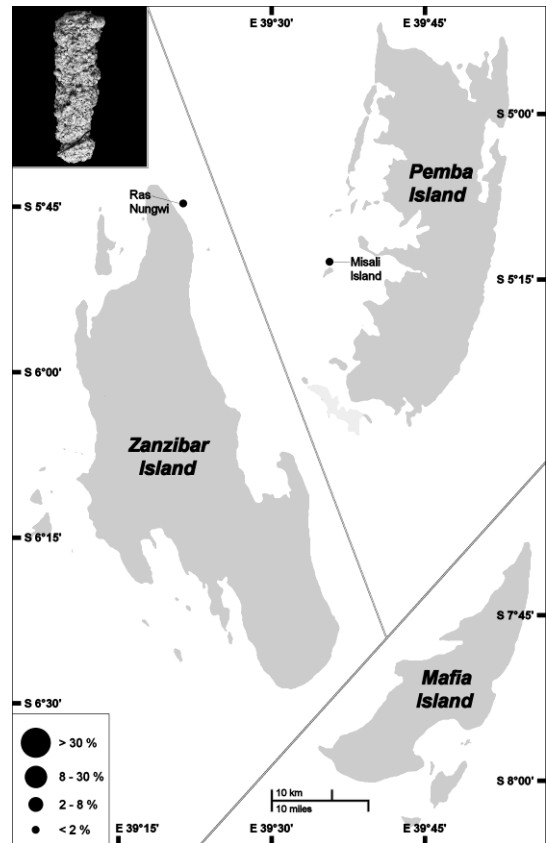 E 39°30'
E 39°45'
S 5°00'
Pemba
Island
Ras
Nungwi
S 5°45'
Misali
Island
S 5°15'
S 6°00'
Zanzibar
Island
S 6°15'
S 7°45'
Mafia
Island
S 6°30'
> 30 %
8 - 30 %
2 - 8 %
< 2 %
10 km
10 miles
S 8°00'
E 39°15'
E 39°30'
E 39°45'